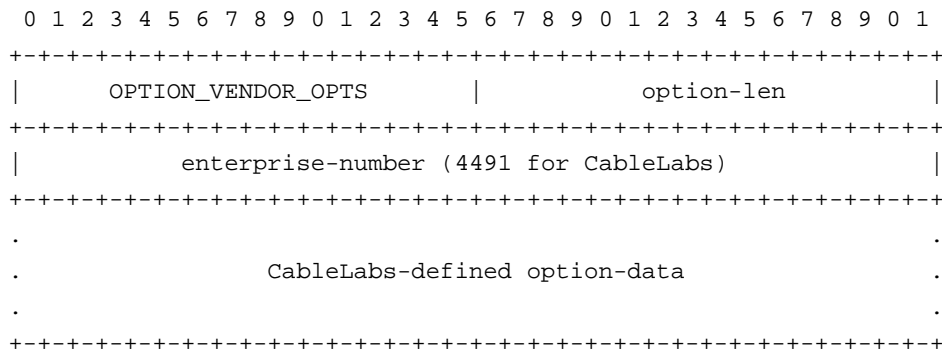 0 1 2 3 4 5 6 7 8 9 0 1 2 3 4 5 6 7 8 9 0 1 2 3 4 5 6 7 8 9 0 1
+-+-+-+-+-+-+-+-+-+-+-+-+-+-+-+-+-+-+-+-+-+-+-+-+-+-+-+-+-+-+-+-+
|      OPTION_VENDOR_OPTS       |           option-len          |
+-+-+-+-+-+-+-+-+-+-+-+-+-+-+-+-+-+-+-+-+-+-+-+-+-+-+-+-+-+-+-+-+
|           enterprise-number (4491 for CableLabs)              |
+-+-+-+-+-+-+-+-+-+-+-+-+-+-+-+-+-+-+-+-+-+-+-+-+-+-+-+-+-+-+-+-+
.                                                               .
.                 CableLabs-defined option-data                 .
.                                                               .
+-+-+-+-+-+-+-+-+-+-+-+-+-+-+-+-+-+-+-+-+-+-+-+-+-+-+-+-+-+-+-+-+